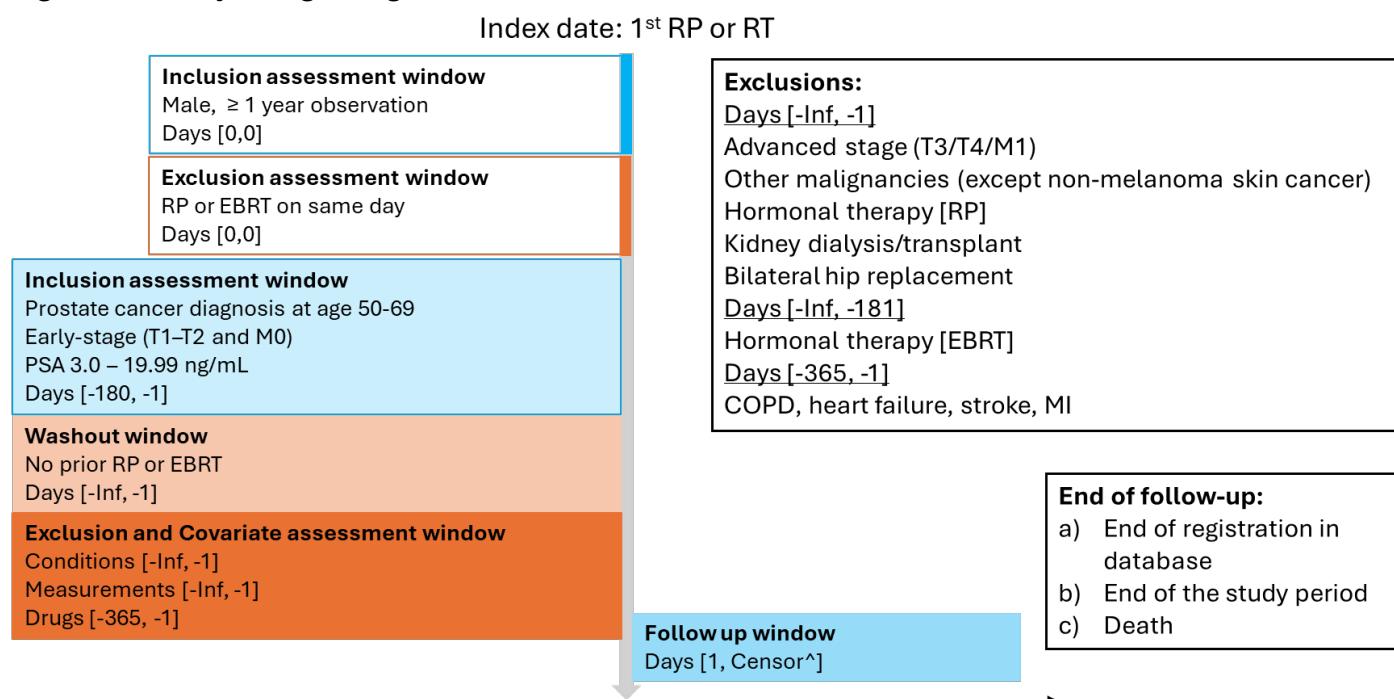 Index date: 1st RP or RT
Inclusion assessment window
Male, ≥ 1 year observation
Days [0,0]
Exclusion assessment window
RP or EBRT on same day
Days [0,0]
Inclusion assessment window
Prostate cancer diagnosis at age 50-69
Early-stage (T1–T2 and M0)
PSA 3.0 – 19.99 ng/mL
Days [-180, -1]
Washout window
No prior RP or EBRT
Days [-Inf, -1]
Exclusion and Covariate assessment window
Conditions [-Inf, -1]
Measurements [-Inf, -1]
Drugs [-365, -1]
Follow up window
Days [1, Censor^]
Exclusions:
Days [-Inf, -1]
Advanced stage (T3/T4/M1)
Other malignancies (except non-melanoma skin cancer)
Hormonal therapy [RP]
Kidney dialysis/transplant
Bilateral hip replacement
Days [-Inf, -181]
Hormonal therapy [EBRT]
Days [-365, -1]
COPD, heart failure, stroke, MI
End of follow-up:
a) End of registration in
database
b) End of the study period
c) Death